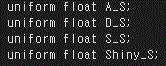 uniform float A_S;
uniform float D_S;
uniform float S_S;
uniform float Shiny_S;